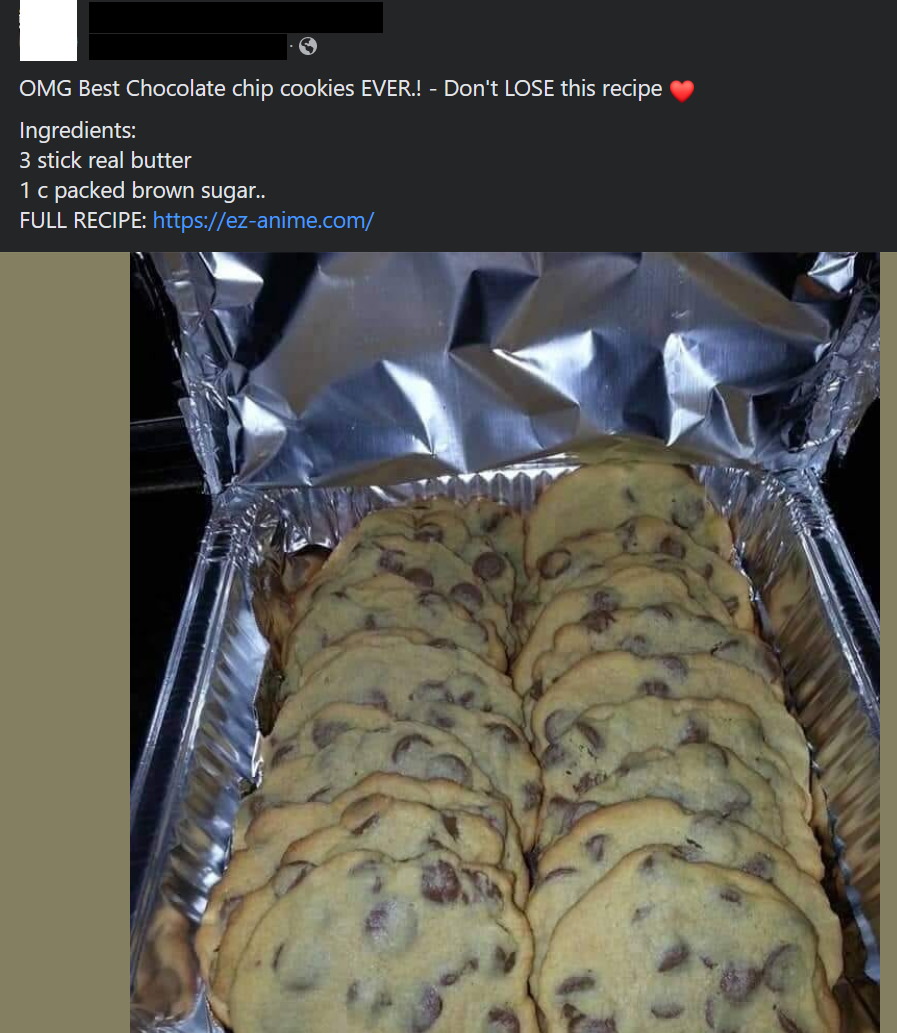 OMG Best Chocolate chip cookies EVER.! - Don't LOSE this recipe ❤️
Ingredients:
3 stick real butter
1 c packed brown sugar..
FULL RECIPE: https://ez-anime.com/